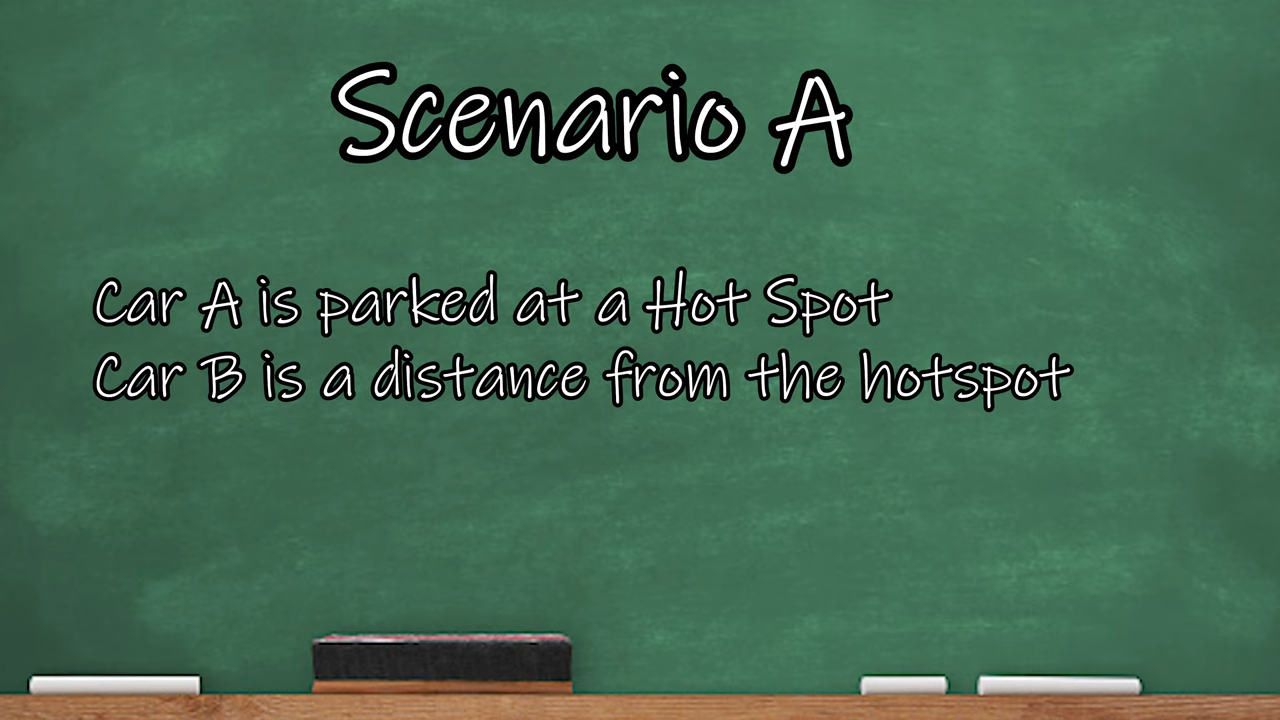 Scenario A
Car A is parked at a Hot Spot
Car B is a distance from the hotspot